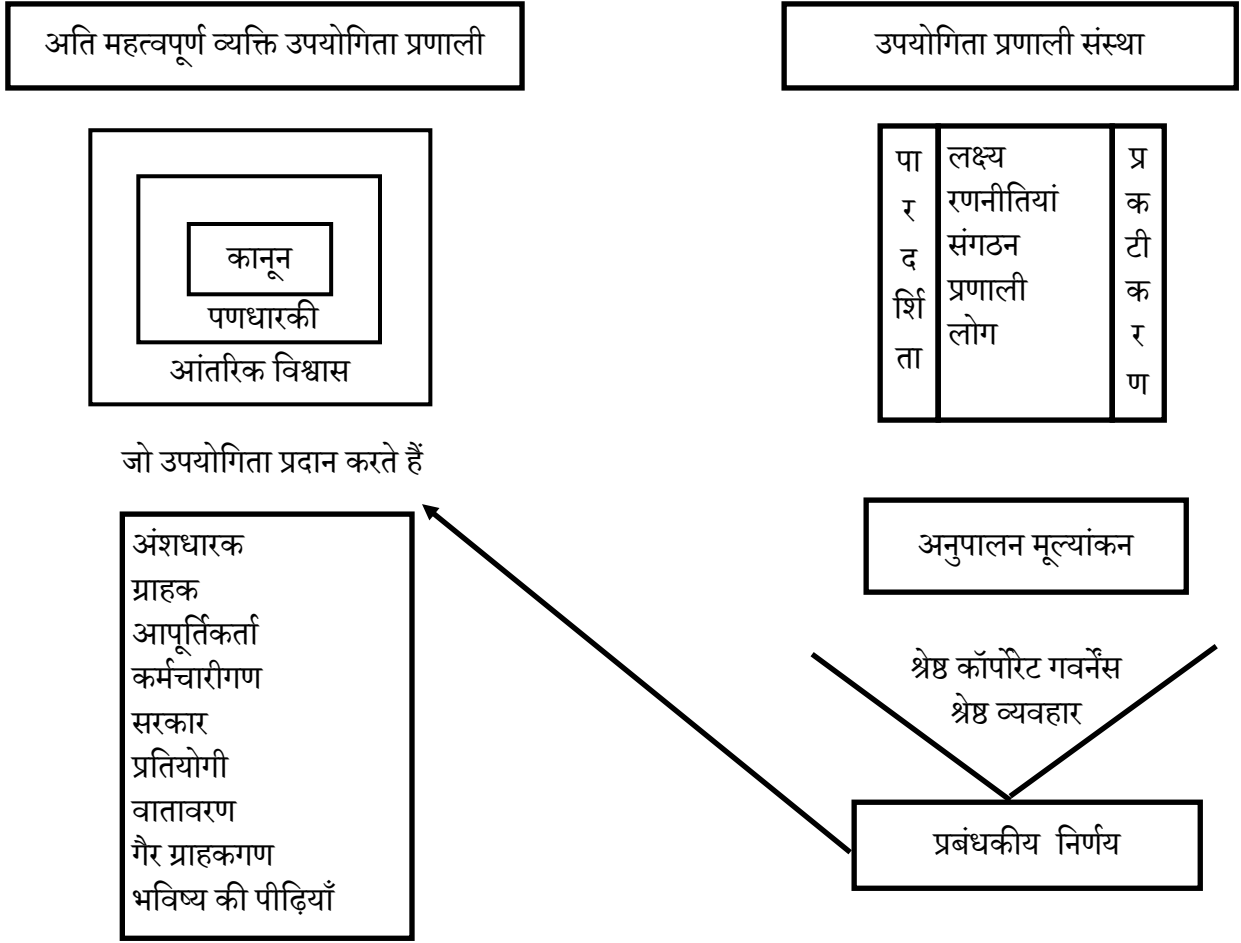 अति महत्वपूर्ण व्यक्ति उपयोगिता प्रणाली
कानून
पणधारकी
आंतरिक विश्वास
जो उपयोगिता प्रदान करते हैं
अंशधारक
ग्राहक
आपूर्तिकर्ता
कर्मचारीगण
सरकार
प्रतियोगी
वातावरण
गैर ग्राहकगण
भविष्य की पीढ़ियाँ
उपयोगिता प्रणाली संस्था
पा
र
द
र्शि
ता
लक्ष्य
रणनीतियां
संगठन
प्रणाली
लोग
प्र
क
टी
क
र
ण
अनुपालन मूल्यांकन
श्रेष्ठ कॉर्पोरेट गवर्नेंस
श्रेष्ठ व्यवहार
प्रबंधकीय निर्णय